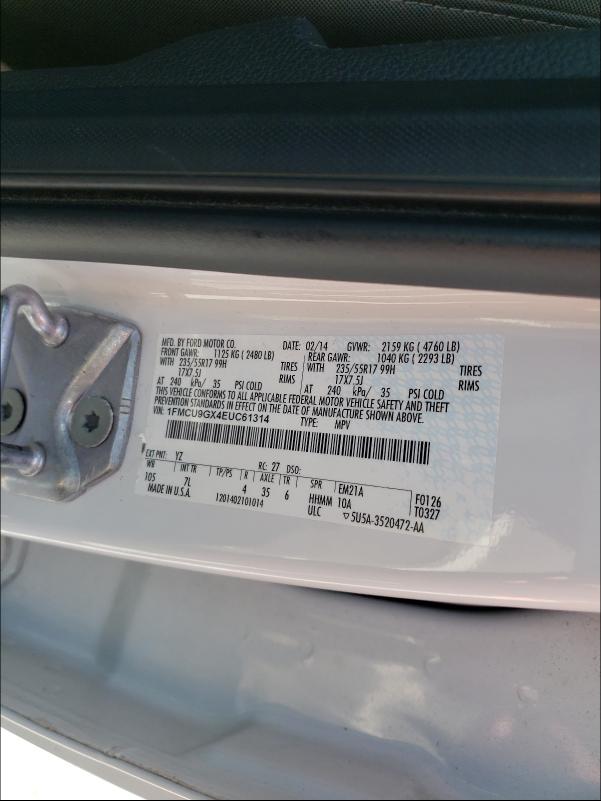 MFD. BY FORD MOTOR CO. DATE: 02/14 GVWR: 2159 KG ( 4760 LB)
FRONT GAWR: 1125 KG ( 2480 LB) REAR GAWR: 1040 KG ( 2293 LB)
WITH 235/55R17 99H TIRES WITH 235/55R17 99H TIRES
17X7.5J RIMS 17X7.5J RIMS
AT 240 kPa/ 35 PSI COLD AT 240 kPa/ 35 PSI COLD
THIS VEHICLE CONFORMS TO ALL APPLICABLE FEDERAL MOTOR VEHICLE SAFETY AND THEFT
PREVENTION STANDARDS IN EFFECT ON THE DATE OF MANUFACTURE SHOWN ABOVE.
VIN: 1FMCU9GX4EUC61314 TYPE: MPV
EXT PNT: YZ RC: 27 DSO:
WB INT TR TP/PS R AXLE TR SPR EM21A F0126
105 7L 4 35 6 HHMM 10A T0327
MADE IN U.S.A. 1201402101014 ULC ▽5U5A-3520472-AA